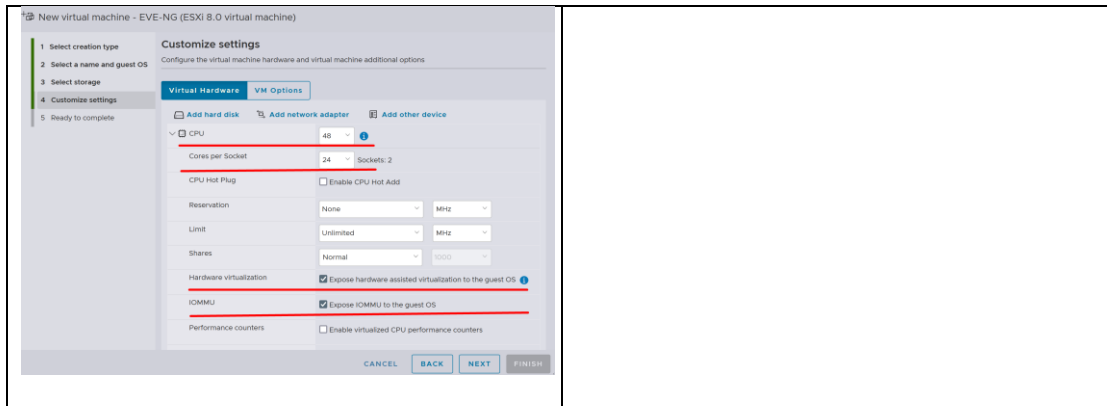 New virtual machine - EVE-NG (ESXi 8.0 virtual machine)
1 Select creation type
2 Select a name and guest OS
3 Select storage
4 Customize settings
5 Ready to complete
Customize settings
Configure the virtual machine hardware and virtual machine additional options
Virtual Hardware VM Options
Add hard disk Add network adapter Add other device
CPU 48
Cores per Socket 24 Sockets: 2
CPU Hot Plug Enable CPU Hot Add
Reservation None MHz
Limit Unlimited MHz
Shares Normal 1000
Hardware virtualization Expose hardware assisted virtualization to the guest OS
IOMMU Expose IOMMU to the guest OS
Performance counters Enable virtualized CPU performance counters
CANCEL BACK NEXT FINISH